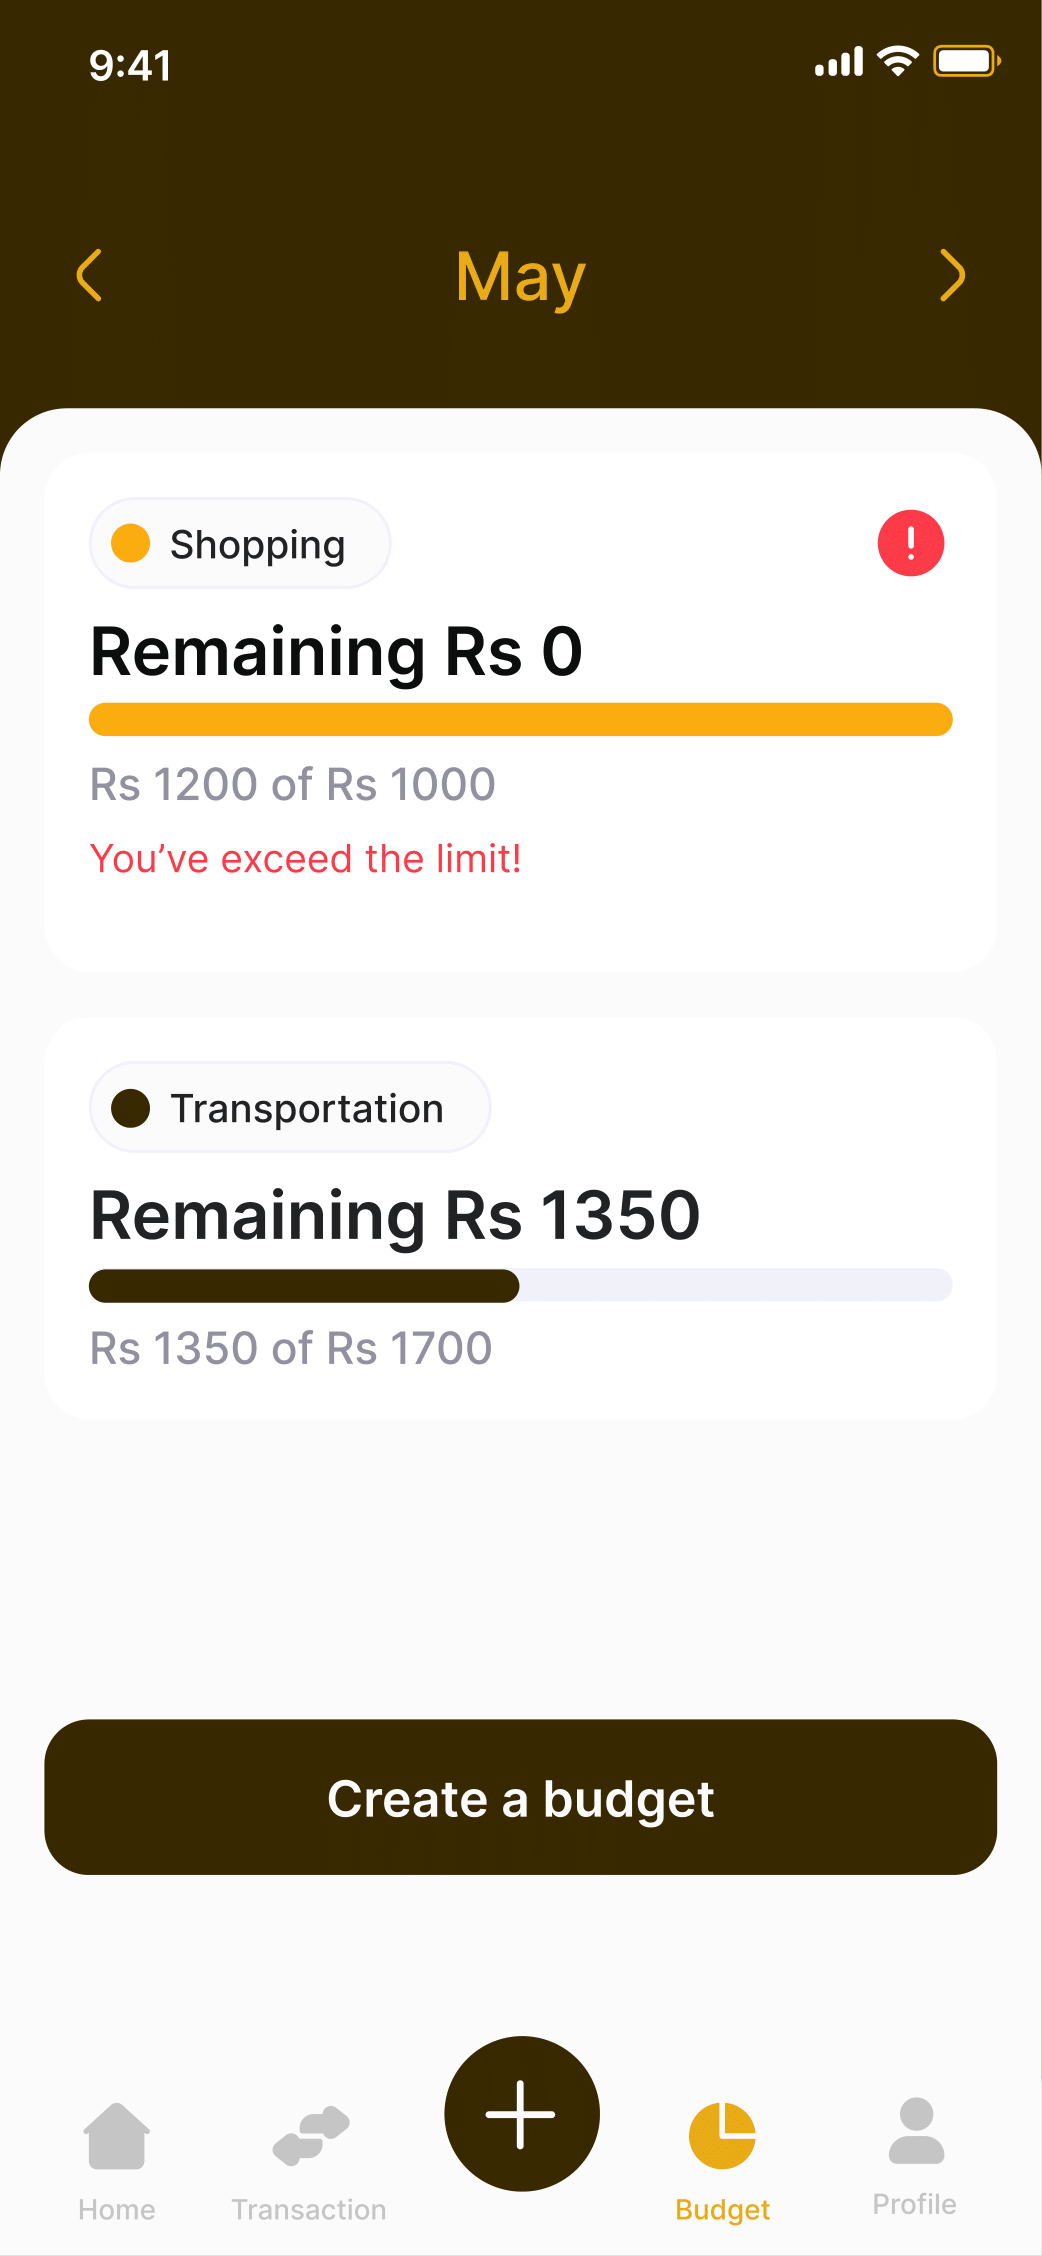 9:41
May
Shopping
Remaining Rs 0
Rs 1200 of Rs 1000
You’ve exceed the limit!
Transportation
Remaining Rs 1350
Rs 1350 of Rs 1700
Create a budget
Home
Transaction
Budget
Profile